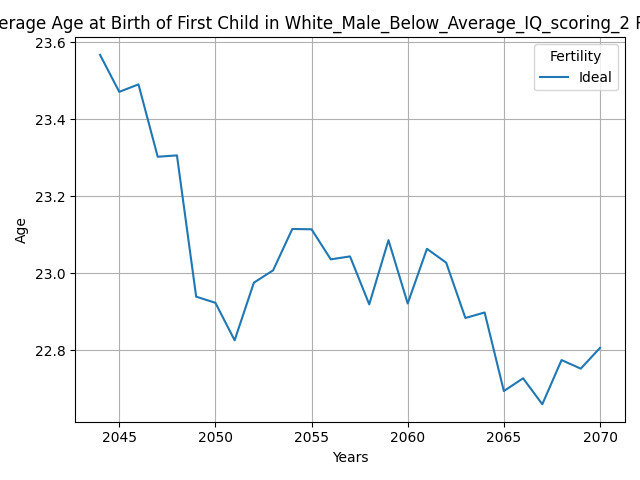 erage Age at Birth of First Child in White_Male_Below_Average_IQ_scoring_2
Fertility
Ideal
23.6
23.4
23.2
23.0
22.8
Age
2045 2050 2055 2060 2065 2070
Years